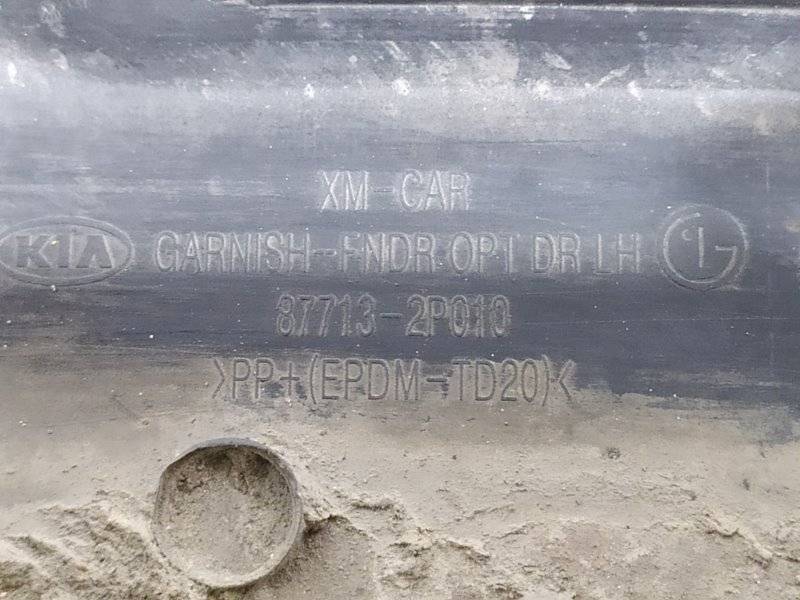 XM-CAR
KIA GARNISH-FNDR OPT DR LH LG
87713-2P010
>PP+(EPDM-TD20)<